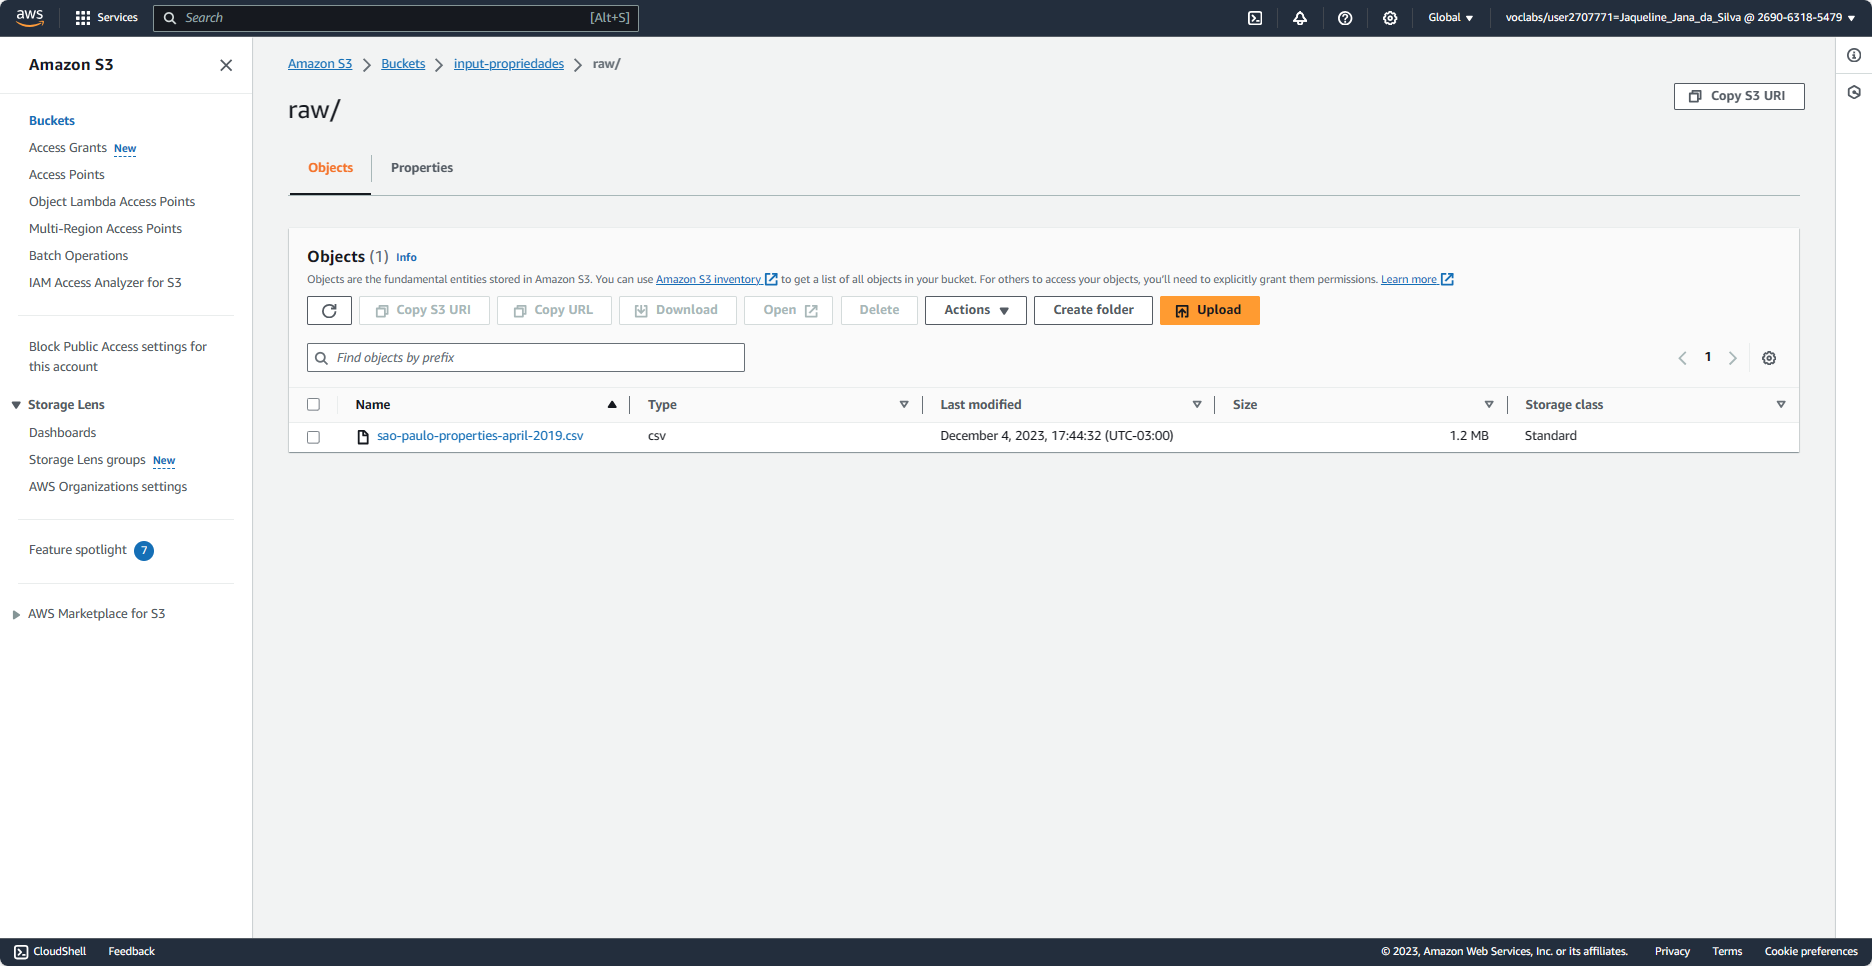 aws Services Search [Alt+S] Global voclabs/user2707771=Jaqueline_Jana_da_Silva @ 2690-6318-5479
Amazon S3
Buckets
Access Grants New
Access Points
Object Lambda Access Points
Multi-Region Access Points
Batch Operations
IAM Access Analyzer for S3
Block Public Access settings for
this account
Storage Lens
Dashboards
Storage Lens groups New
AWS Organizations settings
Feature spotlight 7
AWS Marketplace for S3
Amazon S3 Buckets input-propriedades raw/
raw/
Copy S3 URI
Objects Properties
Objects (1) Info
Objects are the fundamental entities stored in Amazon S3. You can use Amazon S3 inventory to get a list of all objects in your bucket. For others to access your objects, you'll need to explicitly grant them permissions. Learn more
Copy S3 URI Copy URL Download Open Delete Actions Create folder Upload
Find objects by prefix 1
Name Type Last modified Size Storage class
sao-paulo-properties-april-2019.csv csv December 4, 2023, 17:44:32 (UTC-03:00) 1.2 MB Standard
CloudShell Feedback © 2023, Amazon Web Services, Inc. or its affiliates. Privacy Terms Cookie preferences